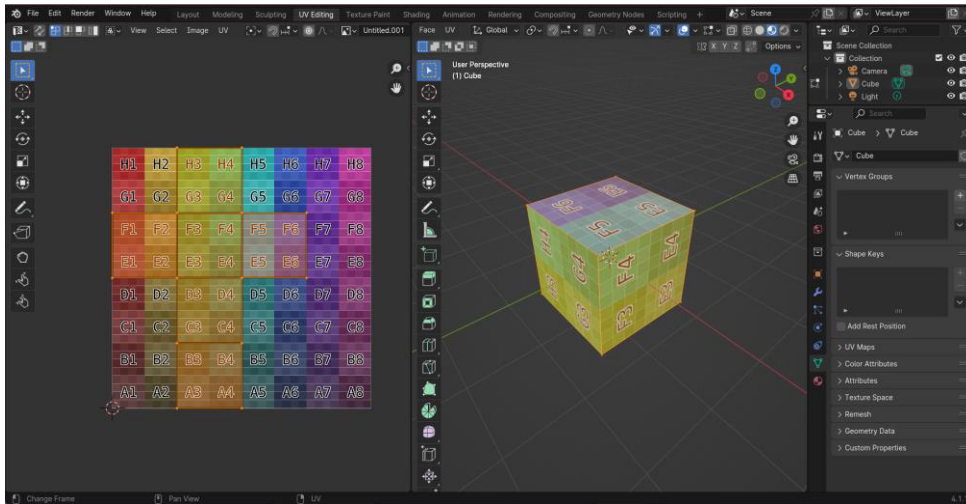 File Edit Render Window Help Layout Modeling Sculpting UV Editing Texture Paint Shading Animation Rendering Compositing Geometry Nodes Scripting + Scene ViewLayer
View Select Image UV Untitled.001 Face UV Global Search
X Y Z Options
User Perspective
(1) Cube
Scene Collection
Collection
Camera
Cube
Light
Search
Cube > Cube
Cube
Vertex Groups
Shape Keys
Add Rest Position
UV Maps
Color Attributes
Attributes
Texture Space
Remesh
Geometry Data
Custom Properties
H1 H2 H3 H4 H5 H6 H7 H8
G1 G2 G3 G4 G5 G6 G7 G8
F1 F2 F3 F4 F5 F6 F7 F8
E1 E2 E3 E4 E5 E6 E7 E8
D1 D2 D3 D4 D5 D6 D7 D8
C1 C2 C3 C4 C5 C6 C7 C8
B1 B2 B3 B4 B5 B6 B7 B8
A1 A2 A3 A4 A5 A6 A7 A8
F5
G4
F4
E4
E3
Change Frame Pan View UV 4.1.